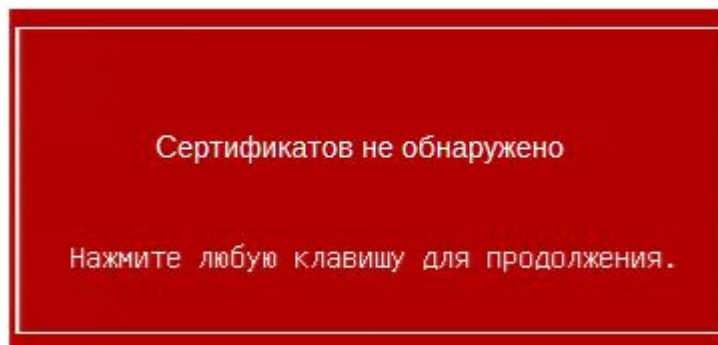 Сертификатов не обнаружено
Нажмите любую клавишу для продолжения.